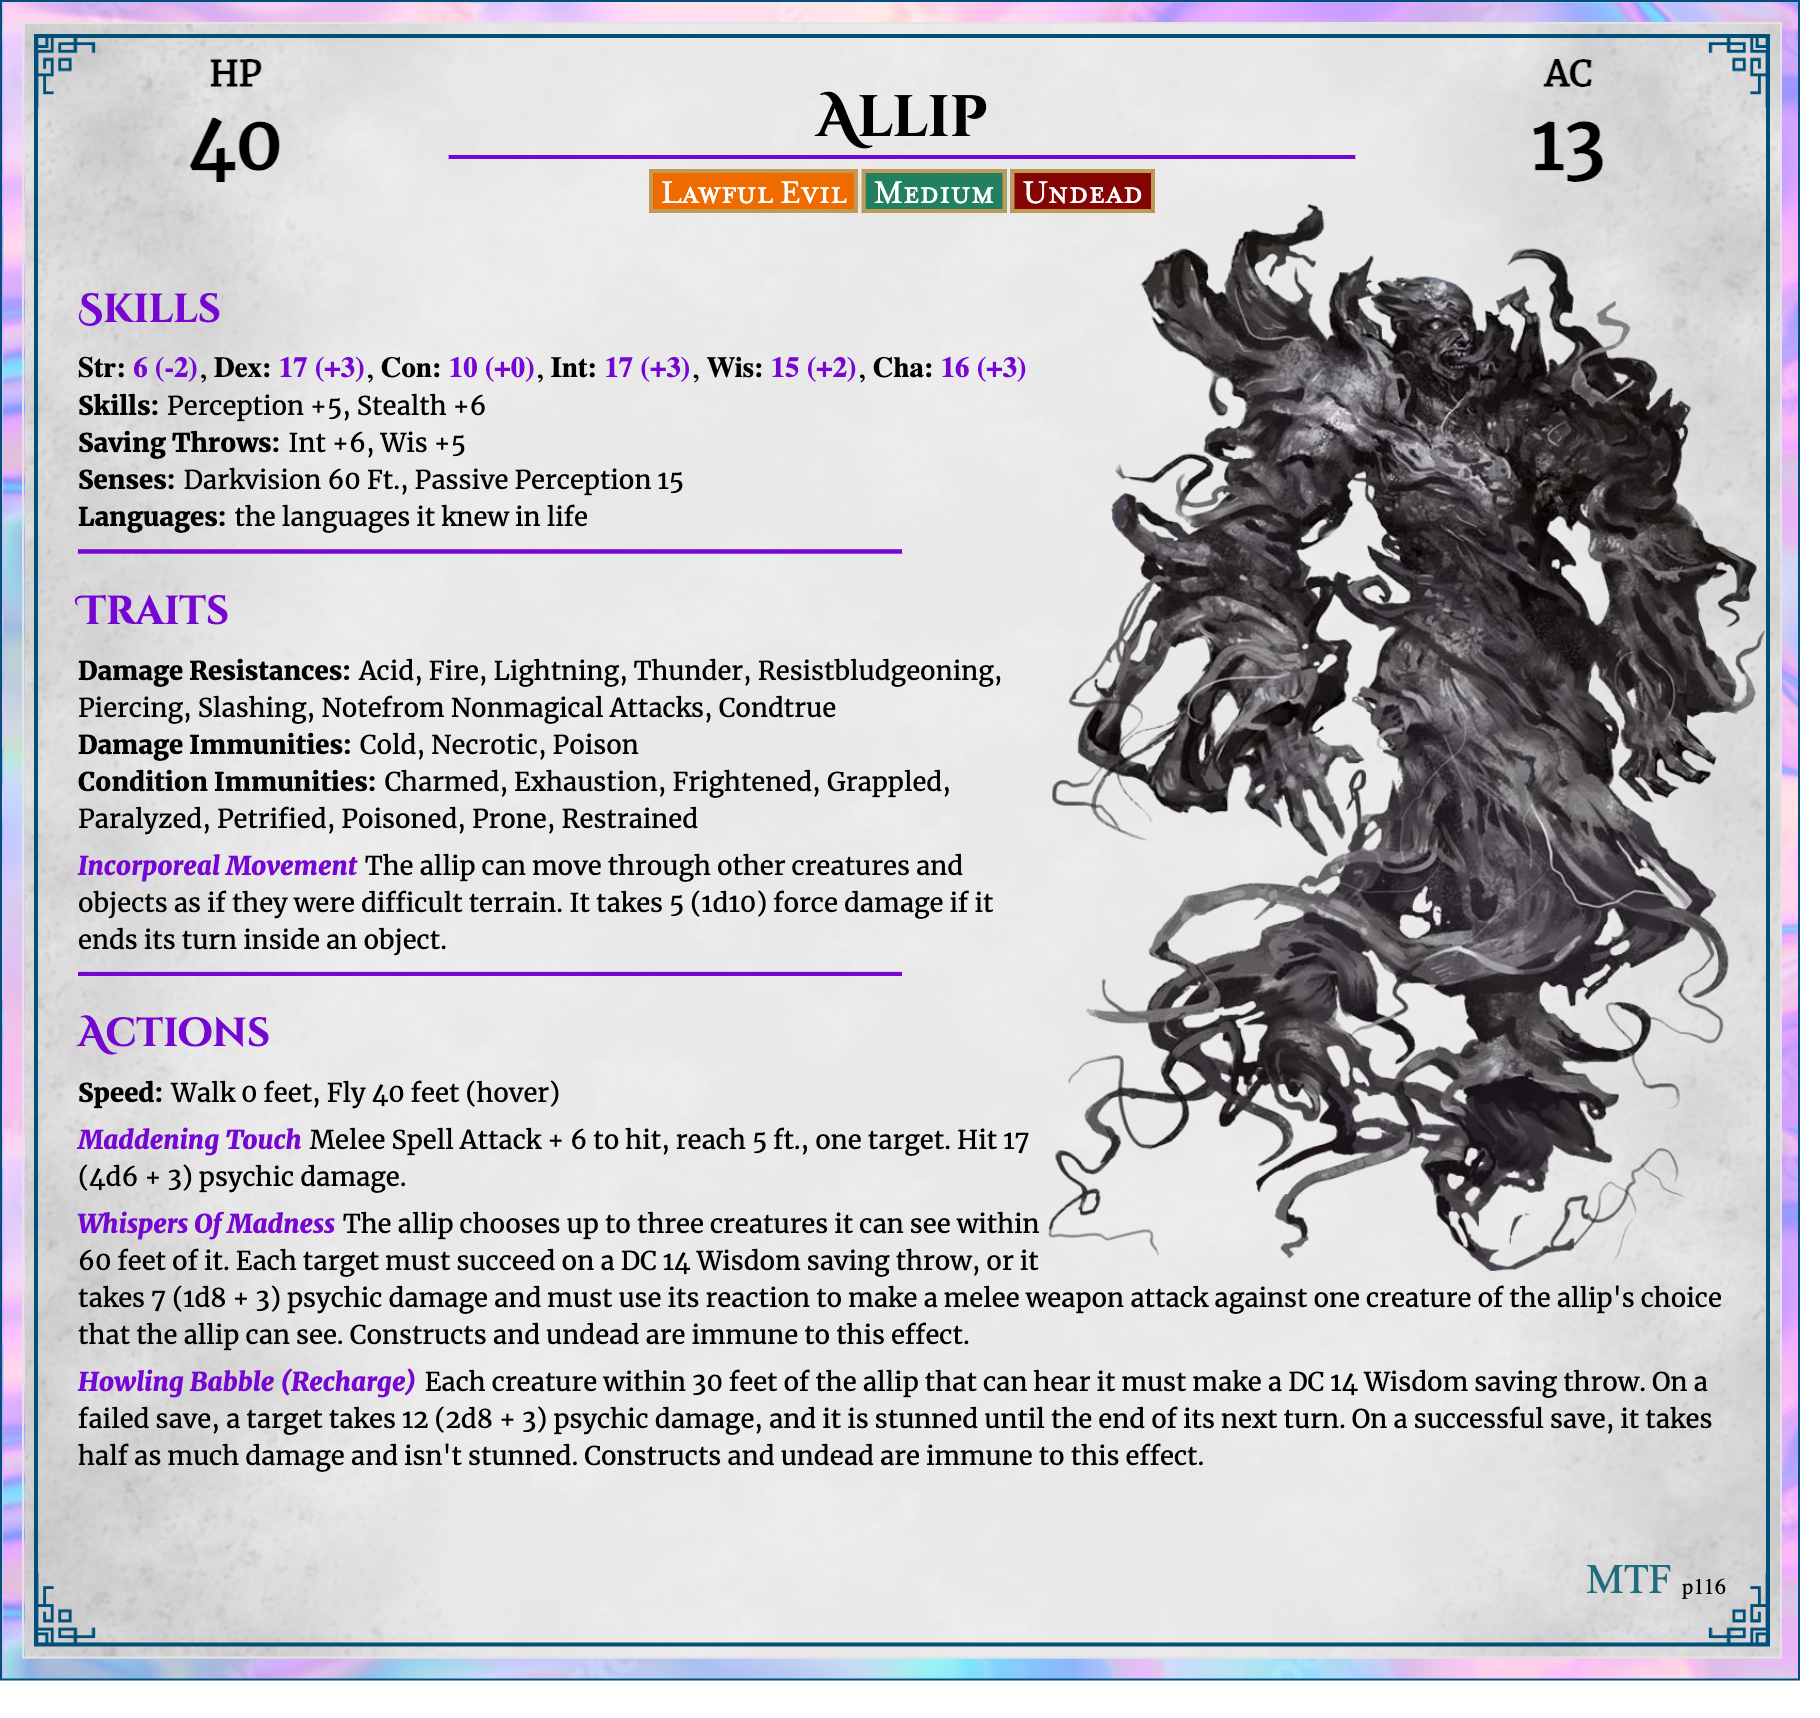 HP
40
Allip
AC
13
Lawful Evil Medium Undead
Skills
Str: 6 (-2), Dex: 17 (+3), Con: 10 (+0), Int: 17 (+3), Wis: 15 (+2), Cha: 16 (+3)
Skills: Perception +5, Stealth +6
Saving Throws: Int +6, Wis +5
Senses: Darkvision 60 Ft., Passive Perception 15
Languages: the languages it knew in life
Traits
Damage Resistances: Acid, Fire, Lightning, Thunder, Resistbludgeoning,
Piercing, Slashing, Notefrom Nonmagical Attacks, Condtrue
Damage Immunities: Cold, Necrotic, Poison
Condition Immunities: Charmed, Exhaustion, Frightened, Grappled,
Paralyzed, Petrified, Poisoned, Prone, Restrained
Incorporeal Movement The allip can move through other creatures and
objects as if they were difficult terrain. It takes 5 (1d10) force damage if it
ends its turn inside an object.
Actions
Speed: Walk 0 feet, Fly 40 feet (hover)
Maddening Touch Melee Spell Attack + 6 to hit, reach 5 ft., one target. Hit 17
(4d6 + 3) psychic damage.
Whispers Of Madness The allip chooses up to three creatures it can see within
60 feet of it. Each target must succeed on a DC 14 Wisdom saving throw, or it
takes 7 (1d8 + 3) psychic damage and must use its reaction to make a melee weapon attack against one creature of the allip's choice
that the allip can see. Constructs and undead are immune to this effect.
Howling Babble (Recharge) Each creature within 30 feet of the allip that can hear it must make a DC 14 Wisdom saving throw. On a
failed save, a target takes 12 (2d8 + 3) psychic damage, and it is stunned until the end of its next turn. On a successful save, it takes
half as much damage and isn't stunned. Constructs and undead are immune to this effect.
MTF p116